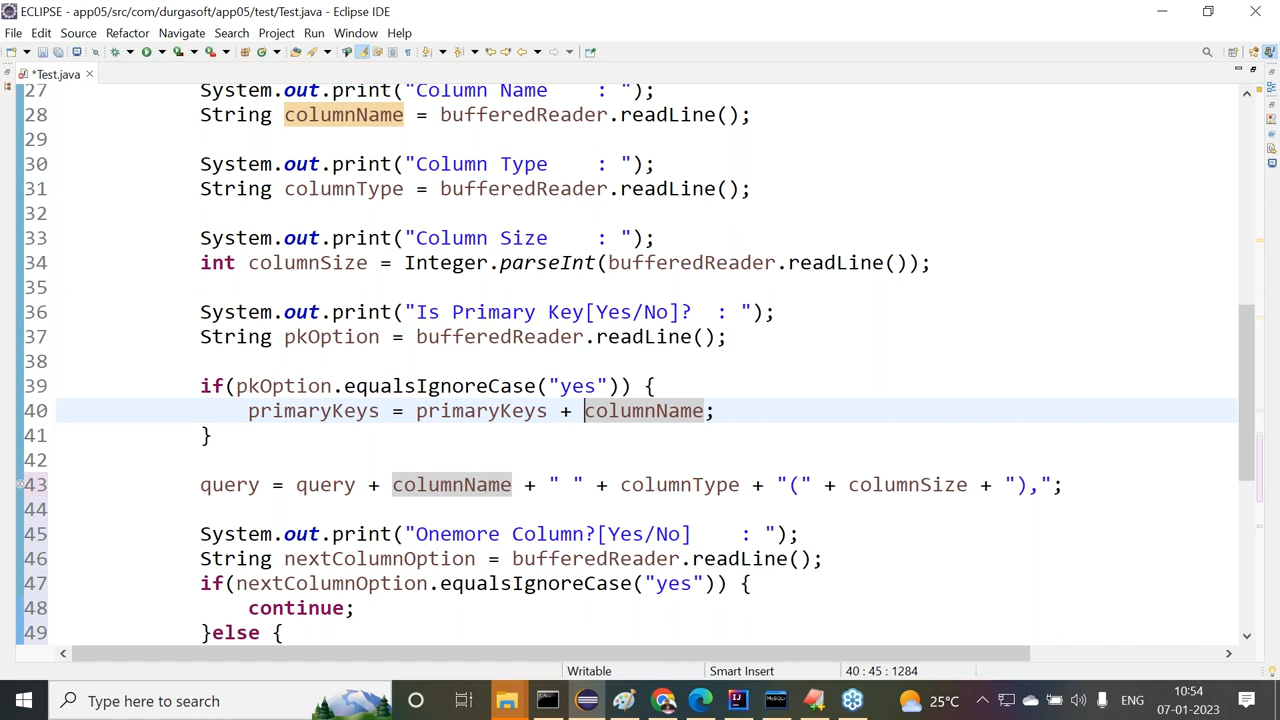 ECLIPSE - app05/src/com/durgasoft/app05/test/Test.java - Eclipse IDE
File Edit Source Refactor Navigate Search Project Run Window Help
*Test.java
27 System.out.print("Column Name    : ");
28 String columnName = bufferedReader.readLine();
29
30 System.out.print("Column Type    : ");
31 String columnType = bufferedReader.readLine();
32
33 System.out.print("Column Size    : ");
34 int columnSize = Integer.parseInt(bufferedReader.readLine());
35
36 System.out.print("Is Primary Key[Yes/No]?  : ");
37 String pkOption = bufferedReader.readLine();
38
39 if(pkOption.equalsIgnoreCase("yes")) {
40     primaryKeys = primaryKeys + columnName;
41 }
42
43 query = query + columnName + " " + columnType + "(" + columnSize + "),";
44
45 System.out.print("Onemore Column?[Yes/No]    : ");
46 String nextColumnOption = bufferedReader.readLine();
47 if(nextColumnOption.equalsIgnoreCase("yes")) {
48     continue;
49 }else {
Writable Smart Insert 40 : 45 : 1284
Type here to search 25°C ENG 10:54
07-01-2023